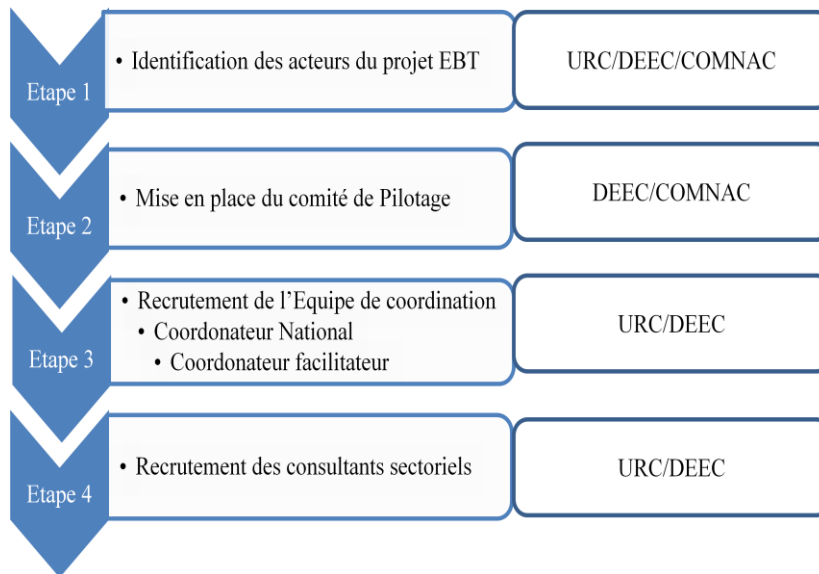 Etape 1
• Identification des acteurs du projet EBT
URC/DEEC/COMNAC
Etape 2
• Mise en place du comité de Pilotage
DEEC/COMNAC
Etape 3
• Recrutement de l’Equipe de coordination
• Coordonateur National
• Coordonateur facilitateur
URC/DEEC
Etape 4
• Recrutement des consultants sectoriels
URC/DEEC